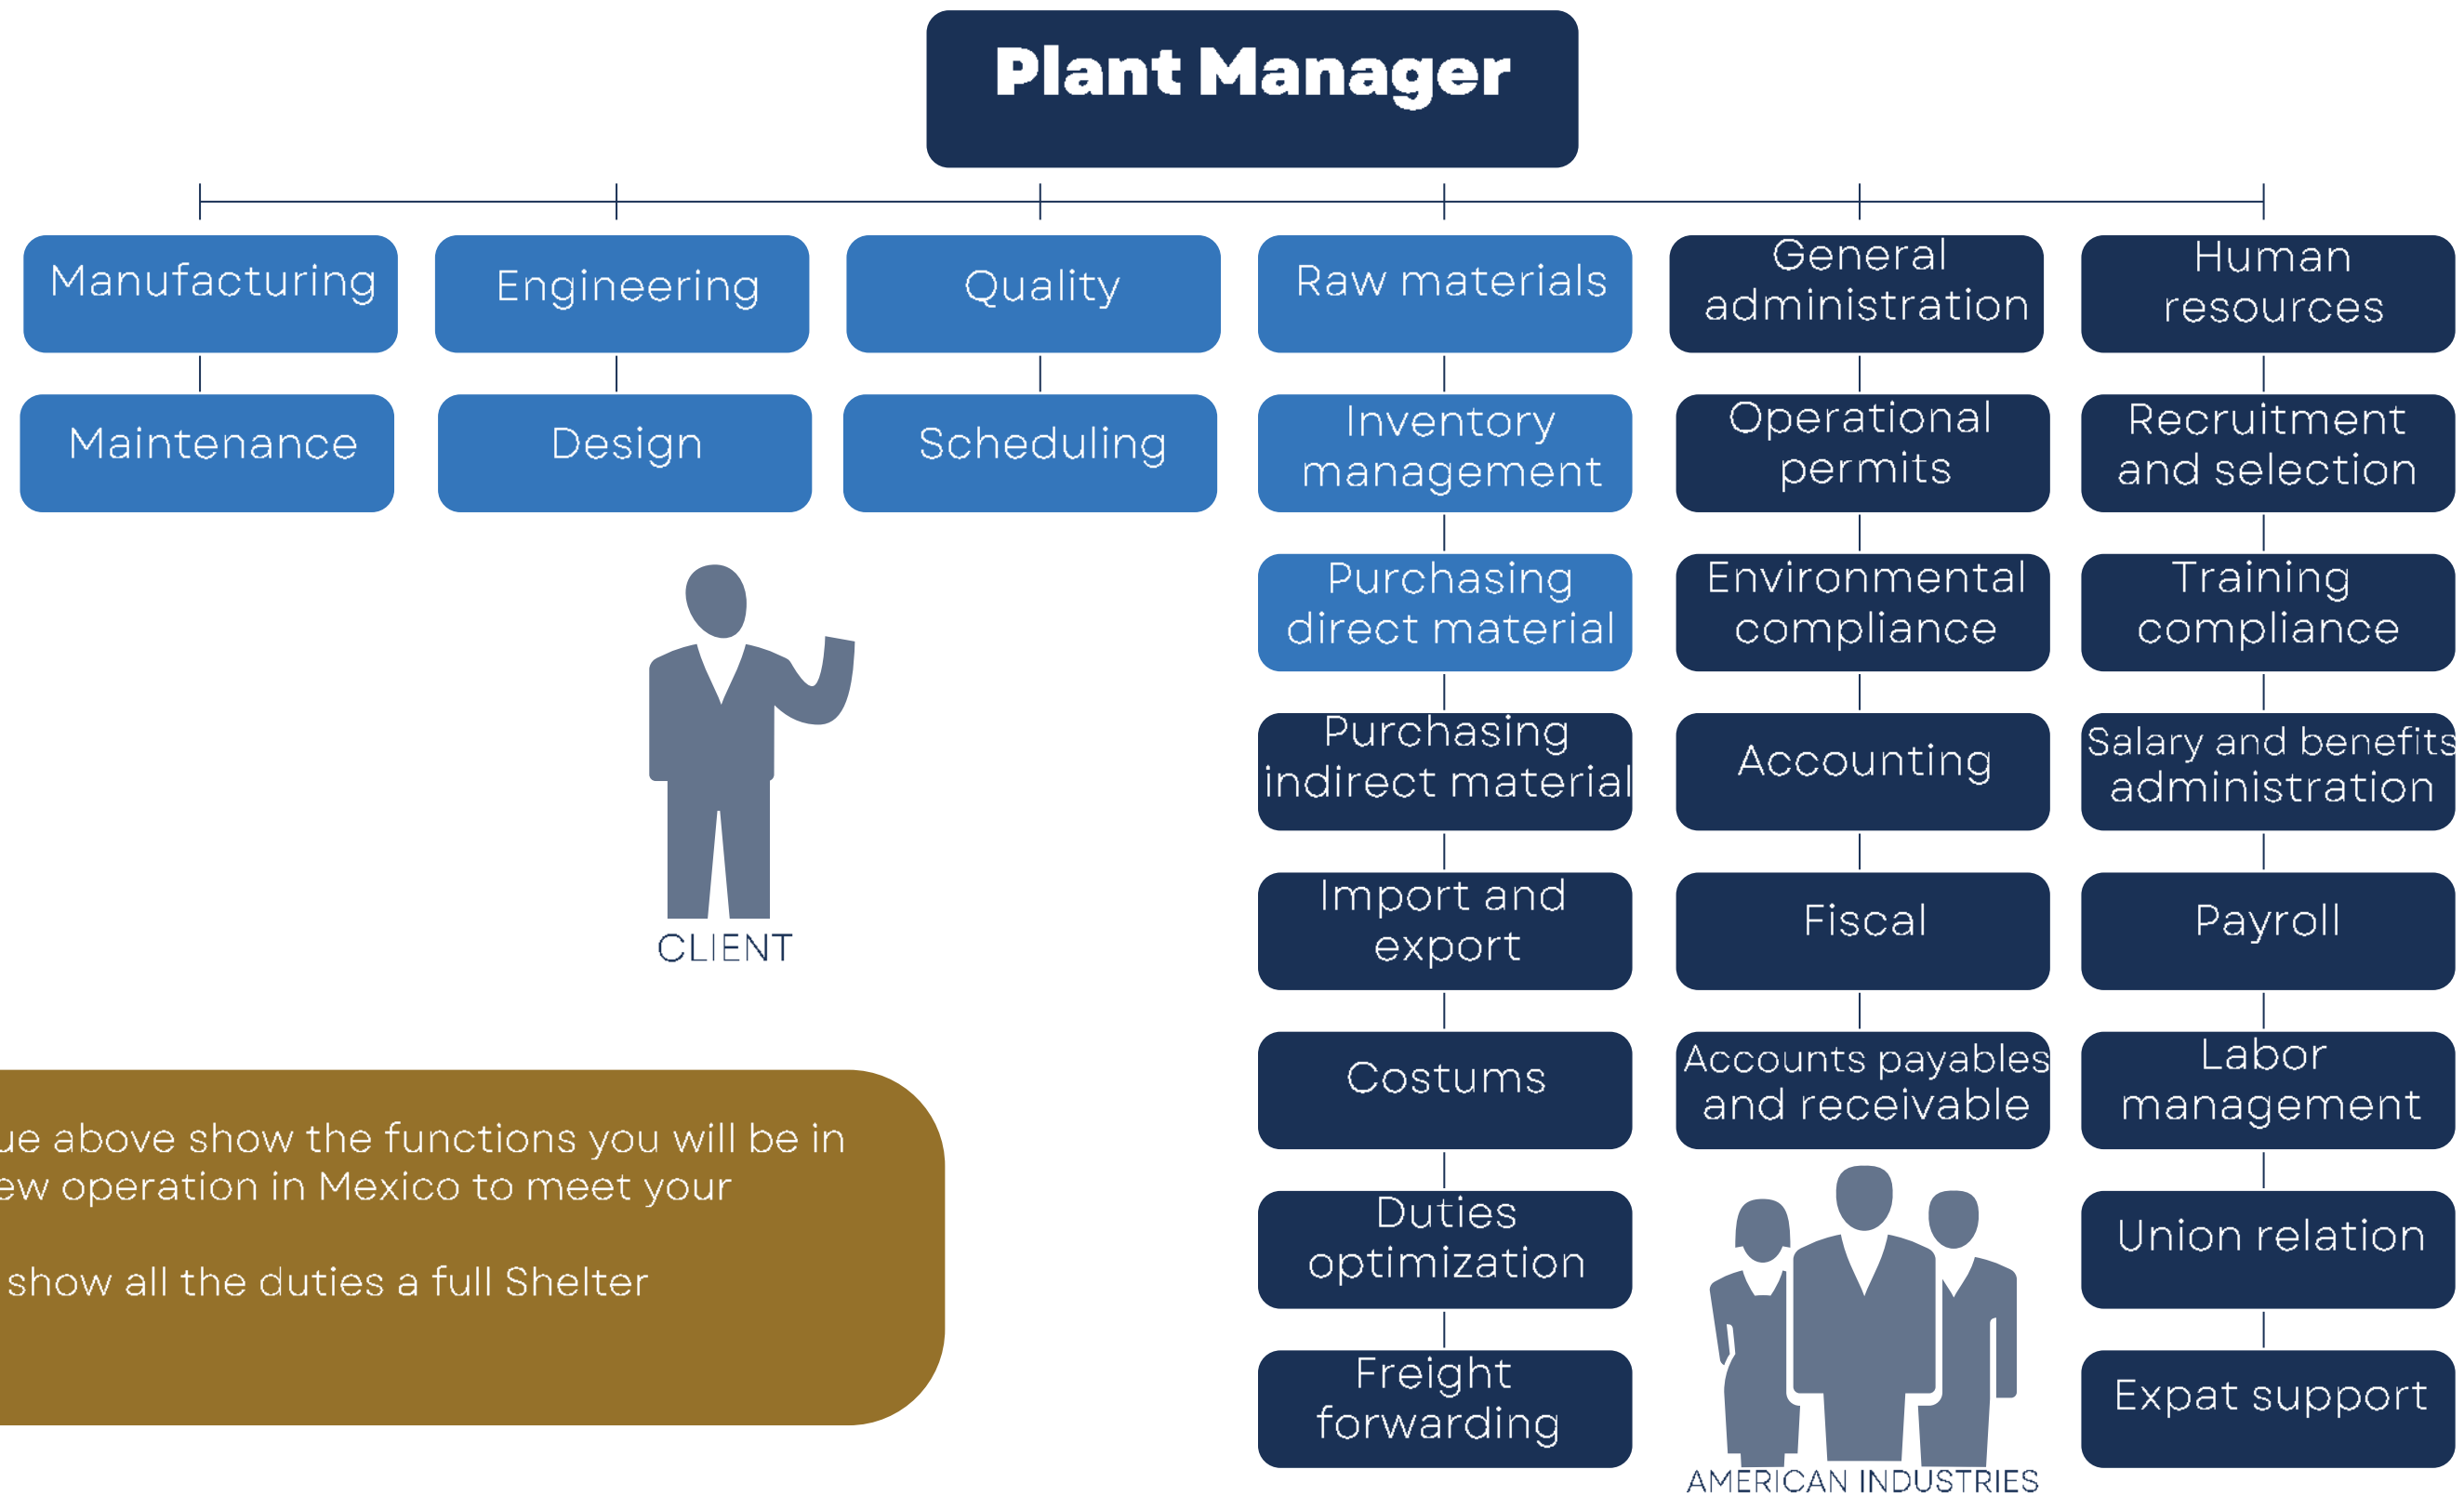 Plant Manager
Manufacturing
Engineering
Quality
Raw materials
General
administration
Human
resources
Maintenance
Design
Scheduling
Inventory
management
Operational
permits
Recruitment
and selection
Purchasing
direct material
Environmental
compliance
Training
compliance
Purchasing
indirect material
Accounting
Salary and benefits
administration
Import and
export
Fiscal
Payroll
CLIENT
Costums
Accounts payables
and receivable
Labor
management
ue above show the functions you will be in
ew operation in Mexico to meet your
show all the duties a full Shelter
Duties
optimization
Union relation
Freight
forwarding
Expat support
AMERICAN INDUSTRIES